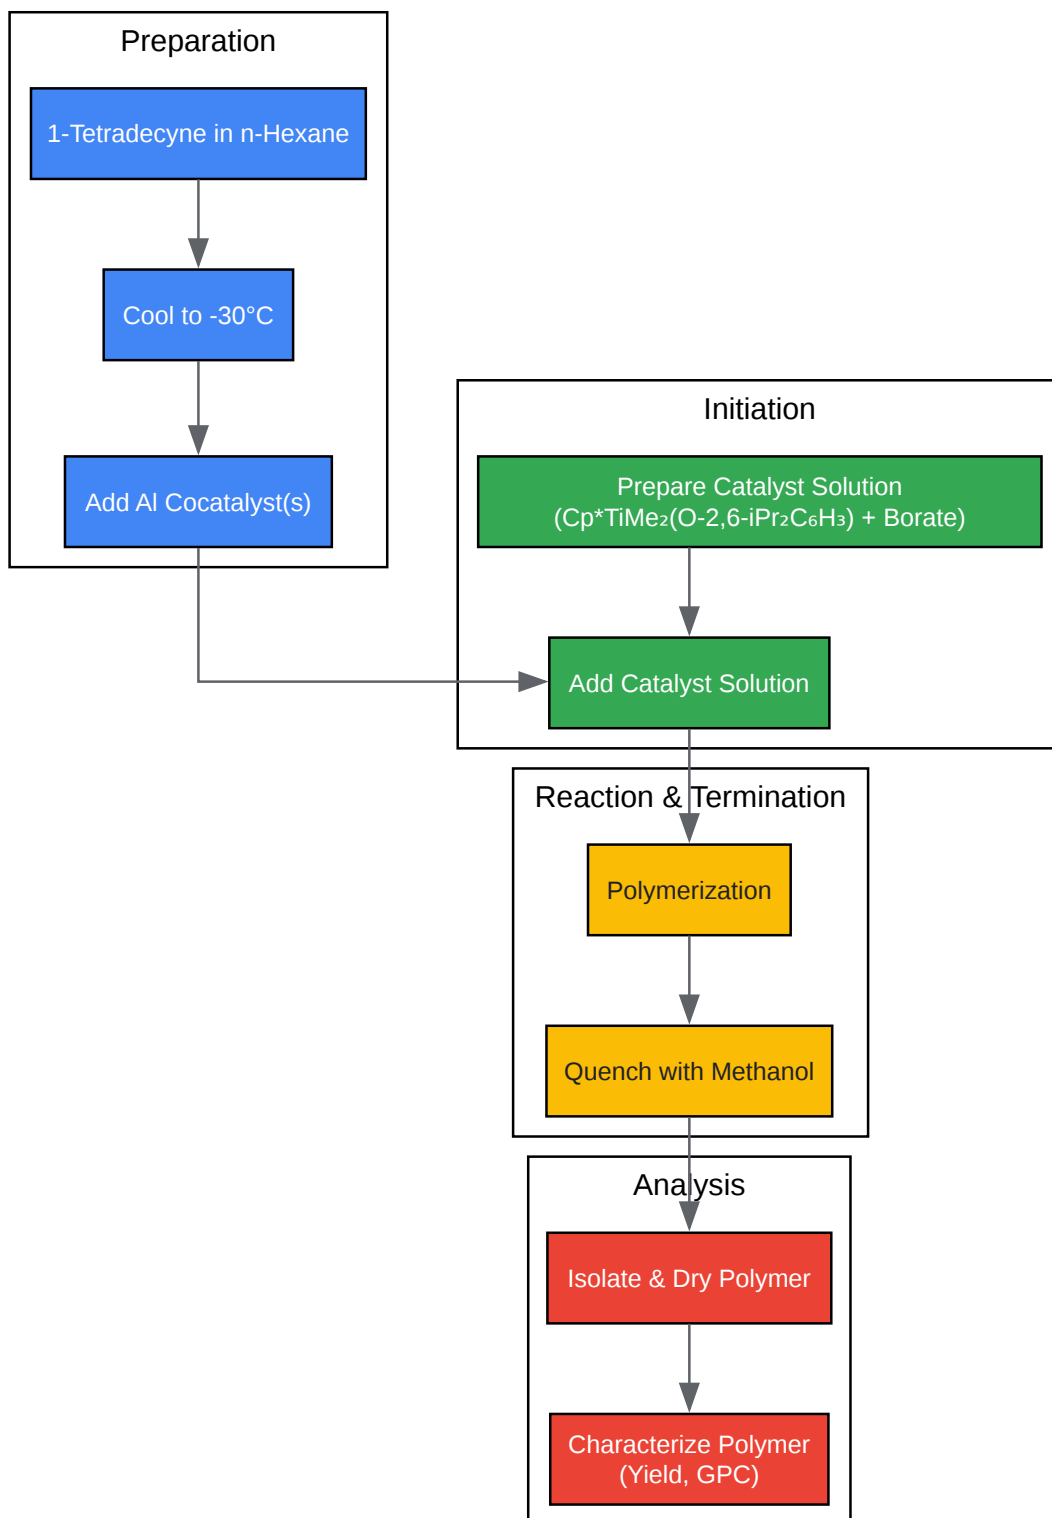 Preparation
1-Tetradecyne in n-Hexane
Cool to -30°C
Add Al Cocatalyst(s)
Initiation
Prepare Catalyst Solution
(Cp*TiMe₂(O-2,6-iPr₂C₆H₃) + Borate)
Add Catalyst Solution
Reaction & Termination
Polymerization
Quench with Methanol
Analysis
Isolate & Dry Polymer
Characterize Polymer
(Yield, GPC)